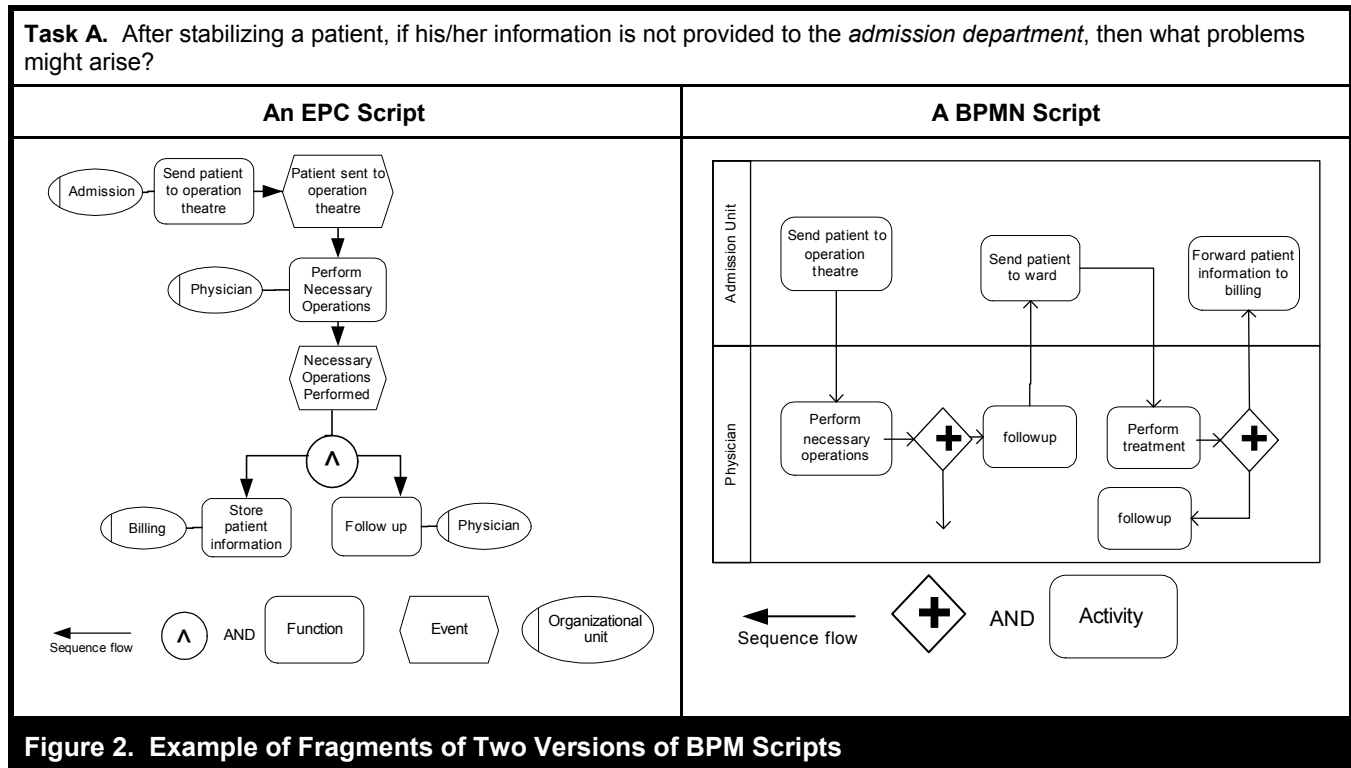 Task A. After stabilizing a patient, if his/her information is not provided to the admission department, then what problems
might arise?
An EPC Script
A BPMN Script
Admission
Send patient
to operation
theatre
Patient sent to
operation
theatre
Physician
Perform
Necessary
Operations
Necessary
Operations
Performed
^
Billing
Store
patient
information
Follow up
Physician
Sequence flow
^
AND
Function
Event
Organizational
unit
Admission Unit
Send patient to
operation
theatre
Send patient
to ward
Forward patient
information to
billing
Physician
Perform
necessary
operations
followup
Perform
treatment
followup
Sequence flow
AND
Activity
Figure 2. Example of Fragments of Two Versions of BPM Scripts